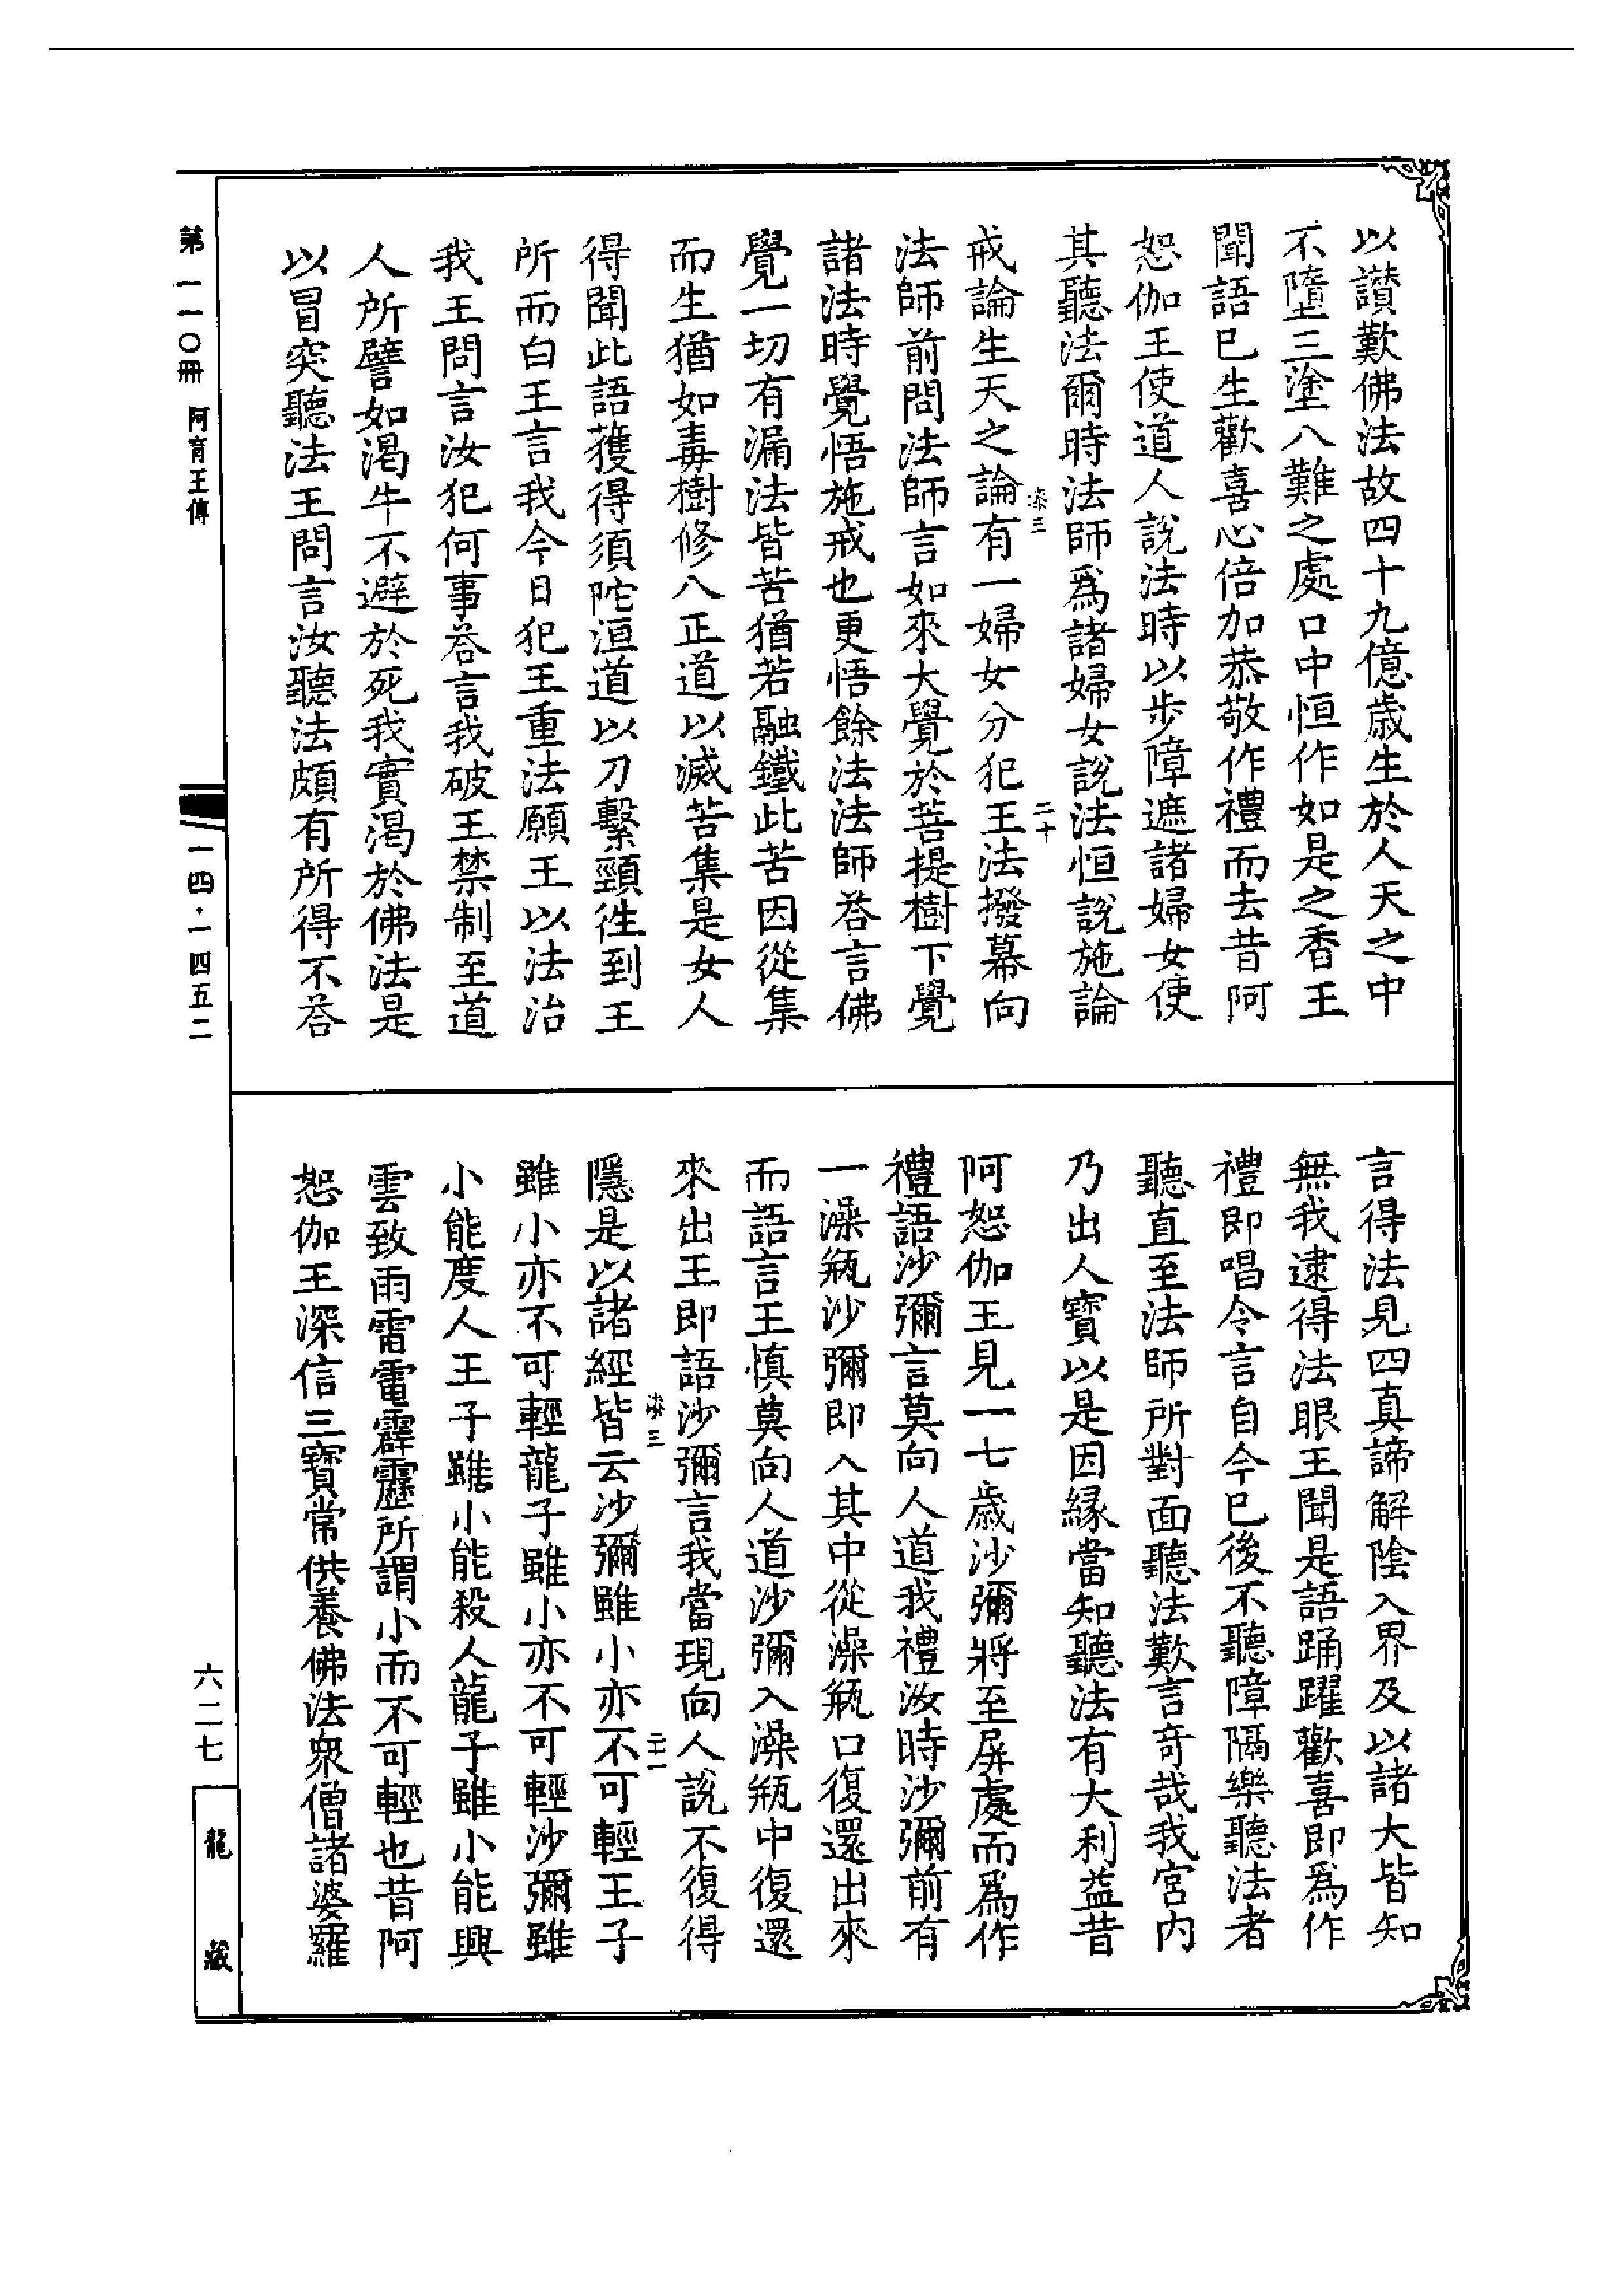 以讃歎佛法故四十九億歳生於人天之中
不墮三塗八難之處口中恒作如是之香王
聞語已生歡喜心倍加恭敬作禮而去昔阿
恕伽王使道人說法時以步障遮諸婦女使
其聽法爾時法師爲諸婦女說法恒說施論
戒論生天之論有一婦女分犯王法撥幕向
法師前問法師言如來大覺於菩提樹下覺
諸法時覺悟施戒也更悟餘法法師荅言佛
覺一切有漏法皆苦猶若融鐵此苦因從集
而生猶如毒樹修八正道以滅苦集是女人
得聞此語獲得須陀洹道以刀繫頸徃到王
所而白王言我今日犯王重法願王以法治
我王問言汝犯何事荅言我破王禁制至道
人所譬如渴牛不避於死我實渴於佛法是
以冒突聽法王問言汝聽法頗有所得不荅
言得法見四真諦解陰入界及以諸大皆知
無我逮得法眼王聞是語踊躍歡喜即爲作
禮即唱令言自今已後不聽障隔樂聽法者
聽直至法師所對面聽法歎言奇哉我宮内
乃出人寶以是因縁當知聽法有大利益昔
阿恕伽王見一七歳沙彌將至屏處而爲作
禮語沙彌言莫向人道我禮汝時沙彌前有
一澡瓶沙彌即入其中從澡瓶口復還出來
而語言王慎莫向人道沙彌入澡瓶中復還
來出王即語沙彌言我當現向人說不復得
隱是以諸經皆云沙彌雖小亦不可輕王子
雖小亦不可輕龍子雖小亦不可輕沙彌雖
小能度人王子雖小能殺人龍子雖小能興
雲致雨雷電霹靂所謂小而不可輕也昔阿
恕伽王深信三寶常供養佛法衆僧諸婆羅
三
二十
三
二十一
第一一〇冊 阿育王傳
一四·一四五二
六二七
龍藏